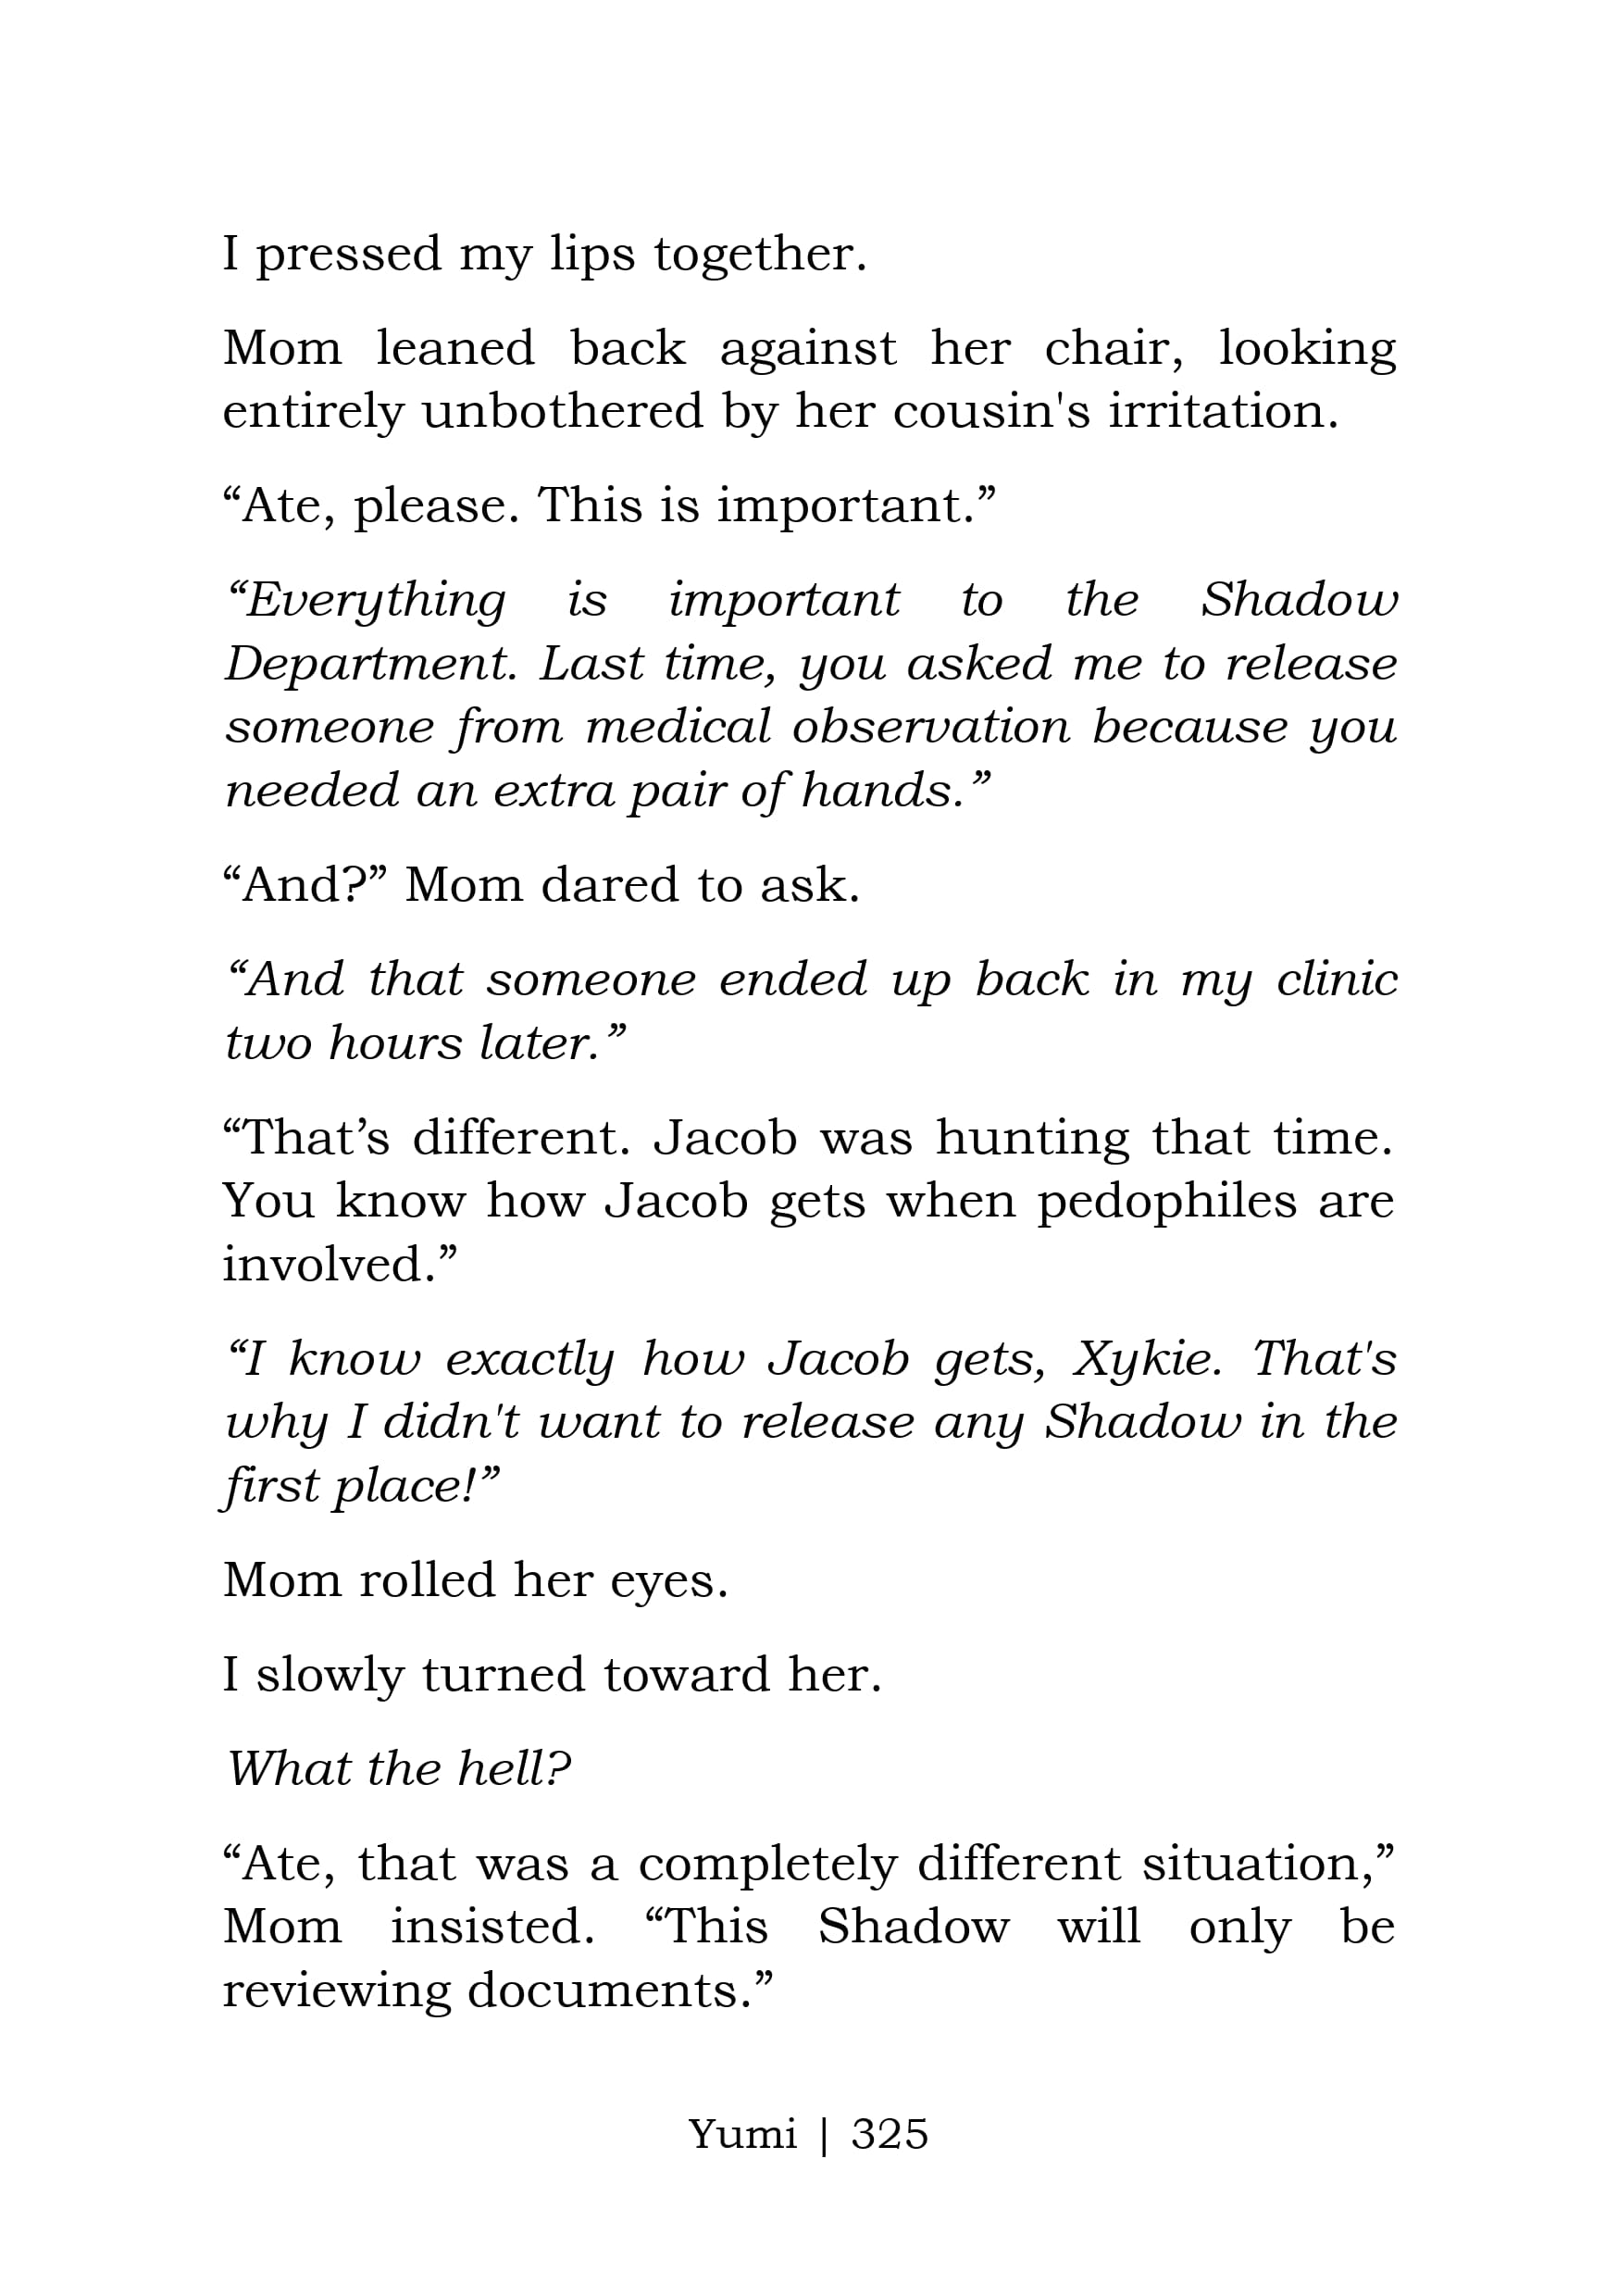 I pressed my lips together.
Mom leaned back against her chair, looking
entirely unbothered by her cousin's irritation.
“Ate, please. This is important.”
“Everything is important to the Shadow
Department. Last time, you asked me to release
someone from medical observation because you
needed an extra pair of hands.”
“And?” Mom dared to ask.
“And that someone ended up back in my clinic
two hours later.”
“That’s different. Jacob was hunting that time.
You know how Jacob gets when pedophiles are
involved.”
“I know exactly how Jacob gets, Xykie. That's
why I didn't want to release any Shadow in the
first place!”
Mom rolled her eyes.
I slowly turned toward her.
What the hell?
“Ate, that was a completely different situation,”
Mom insisted. “This Shadow will only be
reviewing documents.”
Yumi | 325